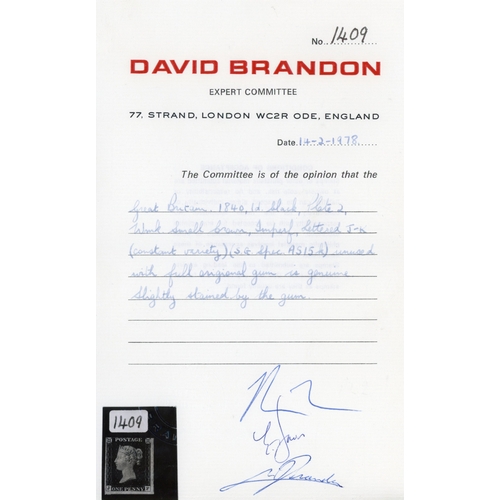 No. 1409
DAVID BRANDON
EXPERT COMMITTEE
77, STRAND, LONDON WC2R ODE, ENGLAND
Date 14-2-1978
The Committee is of the opinion that the
Great Britain. 1840, 1d black, Plate 2,
Wmk small crown, Imperf, lettered J-K
(constant variety) (S.G Spec AS15 ) unused
with full origional gum is genuine.
Slightly stained by the gum.
1409
POSTAGE
ONE PENNY